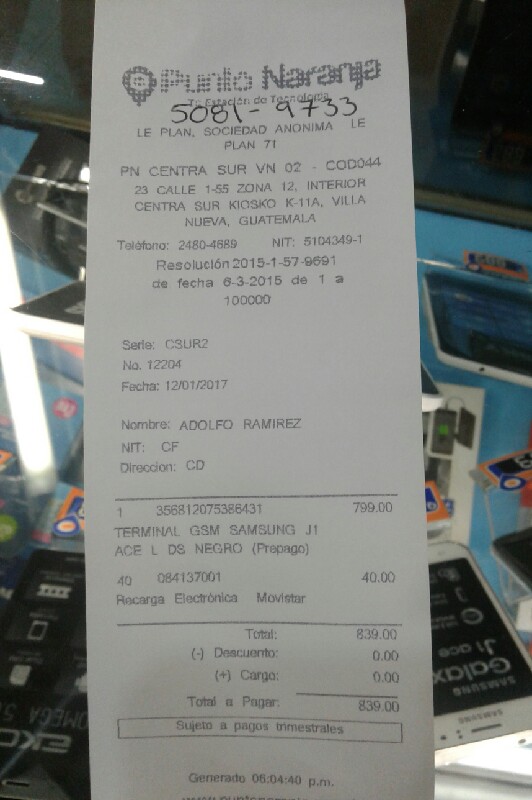 Punto Naranja
Tu Estación de Tecnología
5081-9733
LE PLAN, SOCIEDAD ANONIMA LE
PLAN 71
PN CENTRA SUR VN 02 - COD044
23 CALLE 1-55 ZONA 12, INTERIOR
CENTRA SUR KIOSKO K-11A, VILLA
NUEVA, GUATEMALA
Teléfono: 2480-4689 NIT: 5104349-1
Resolución 2015-1-57-9691
de fecha 6-3-2015 de 1 a
100000
Serie: CSUR2
No. 12204
Fecha: 12/01/2017
Nombre: ADOLFO RAMIREZ
NIT: CF
Direccion: CD
1 356812075386431 799.00
TERMINAL GSM SAMSUNG J1
ACE L DS NEGRO (Prepago)
40 084137001 40.00
Recarga Electrónica Movistar
Total: 839.00
(-) Descuento: 0.00
(+) Cargo: 0.00
Total a Pagar: 839.00
Sujeto a pagos trimestrales
Generado 06:04:40 p.m.
SAMSUNG
Galaxy
J1 ace
SAMSUNG